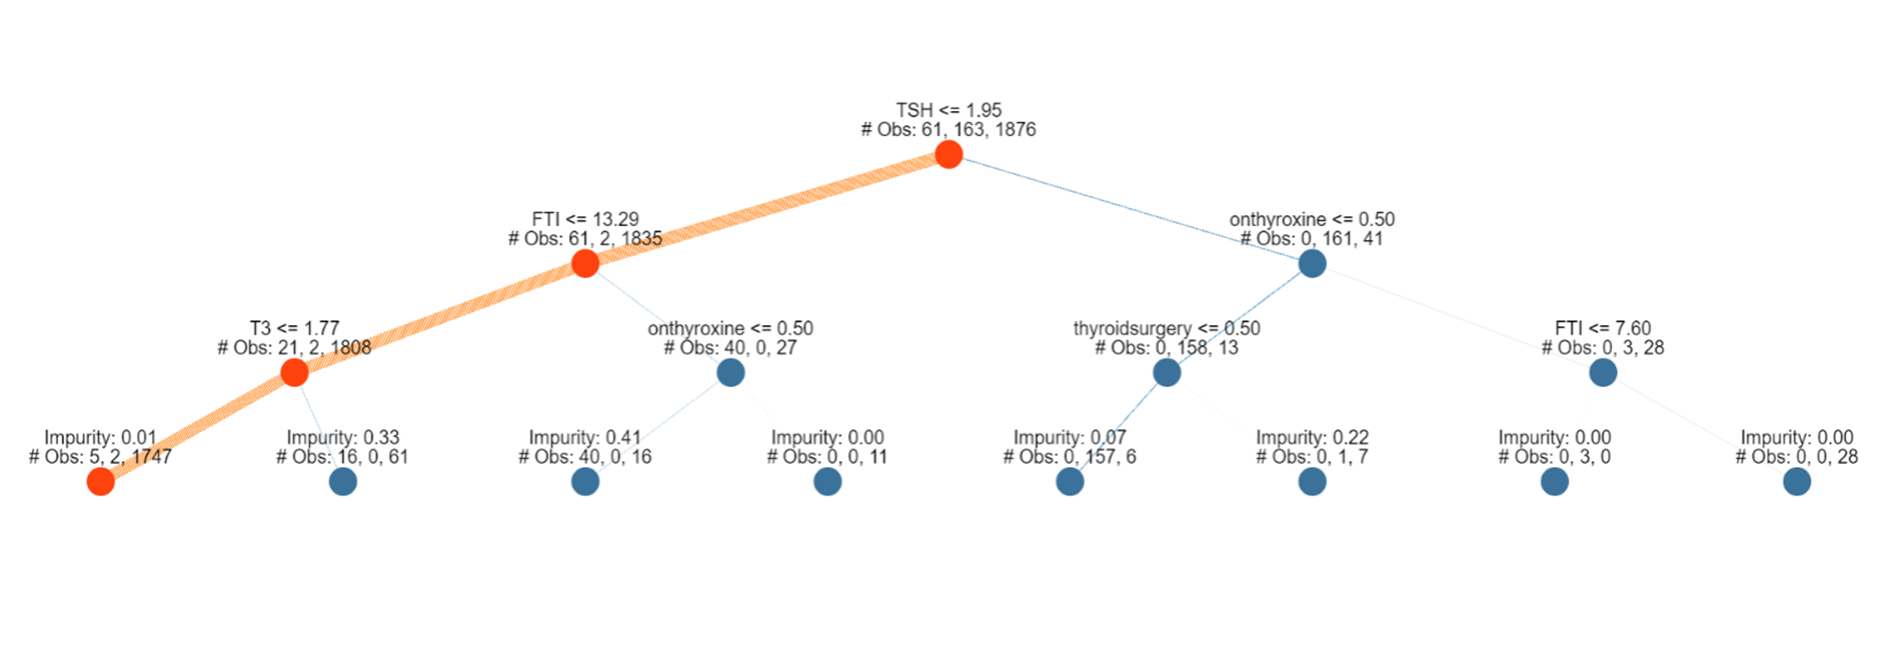 TSH <= 1.95
# Obs: 61, 163, 1876
FTI <= 13.29
# Obs: 61, 2, 1835
onthyroxine <= 0.50
# Obs: 0, 161, 41
T3 <= 1.77
# Obs: 21, 2, 1808
onthyroxine <= 0.50
# Obs: 40, 0, 27
thyroidsurgery <= 0.50
# Obs: 0, 158, 13
FTI <= 7.60
# Obs: 0, 3, 28
Impurity: 0.01
# Obs: 5, 2, 1747
Impurity: 0.33
# Obs: 16, 0, 61
Impurity: 0.41
# Obs: 40, 0, 16
Impurity: 0.00
# Obs: 0, 0, 11
Impurity: 0.07
# Obs: 0, 157, 6
Impurity: 0.22
# Obs: 0, 1, 7
Impurity: 0.00
# Obs: 0, 3, 0
Impurity: 0.00
# Obs: 0, 0, 28